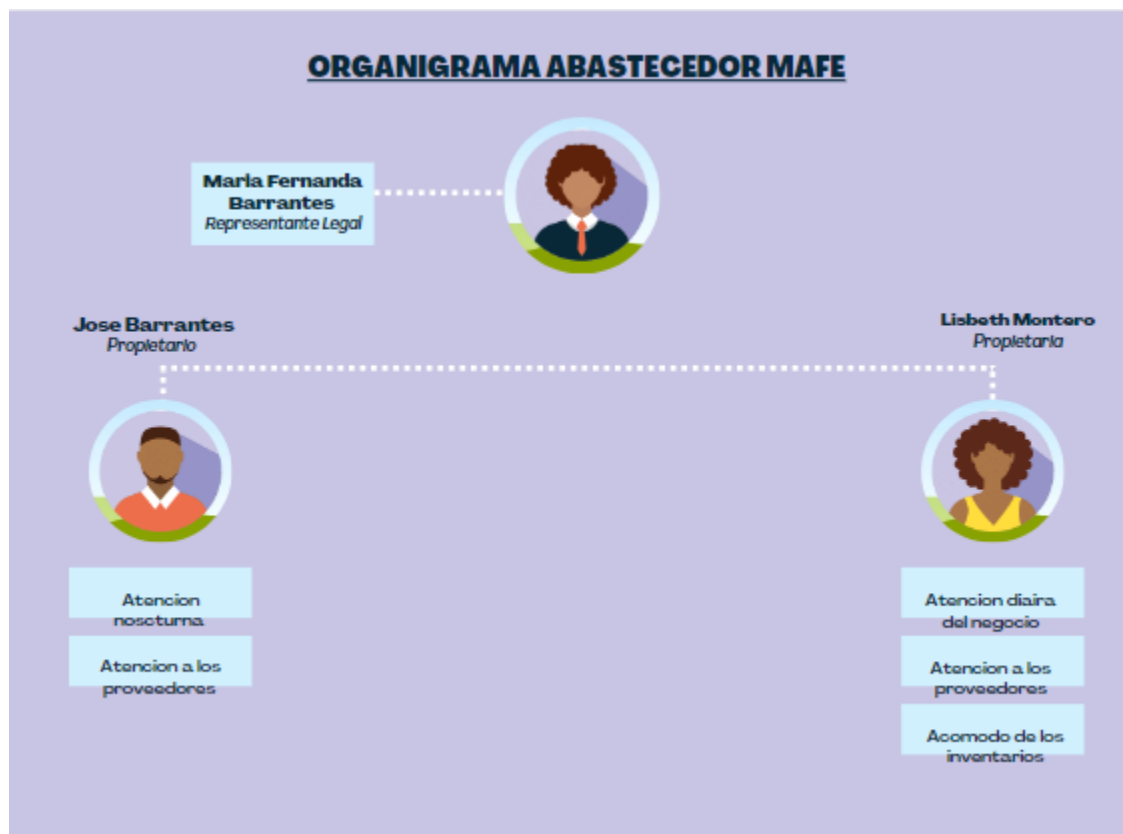 ORGANIGRAMA ABASTECEDOR MAFE
Maria Fernanda
Barrantes
Representante Legal
Jose Barrantes
Propietario
Lisbeth Montero
Propietaria
Atencion
noscturna
Atencion a los
proveedores
Atencion diaira
del negocio
Atencion a los
proveedores
Acomodo de los
inventarios